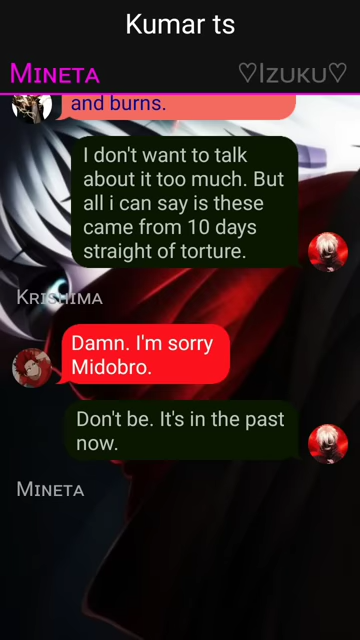 Kumar ts
Mineta ♡Izuku♡
and burns.
I don't want to talk
about it too much. But
all i can say is these
came from 10 days
straight of torture.
Krishima
Damn. I'm sorry
Midobro.
Don't be. It's in the past
now.
Mineta